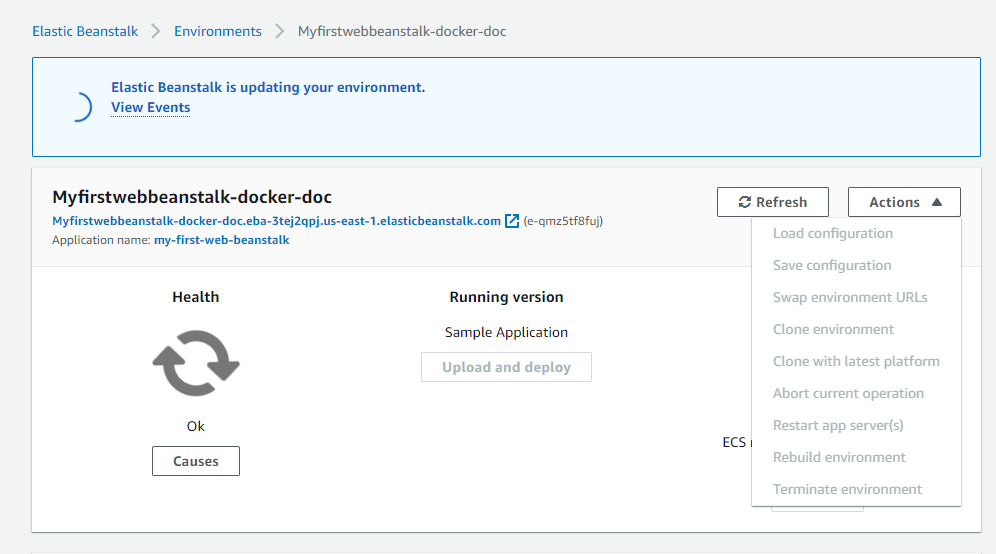 Elastic Beanstalk > Environments > Myfirstwebbeanstalk-docker-doc
Elastic Beanstalk is updating your environment.
View Events
Myfirstwebbeanstalk-docker-doc
Myfirstwebbeanstalk-docker-doc.eba-3tej2qpj.us-east-1.elasticbeanstalk.com (e-qmz5tf8fuj)
Application name: my-first-web-beanstalk
Refresh
Actions
Load configuration
Save configuration
Swap environment URLs
Clone environment
Clone with latest platform
Abort current operation
Restart app server(s)
Rebuild environment
Terminate environment
Health
Ok
Causes
Running version
Sample Application
Upload and deploy
ECS